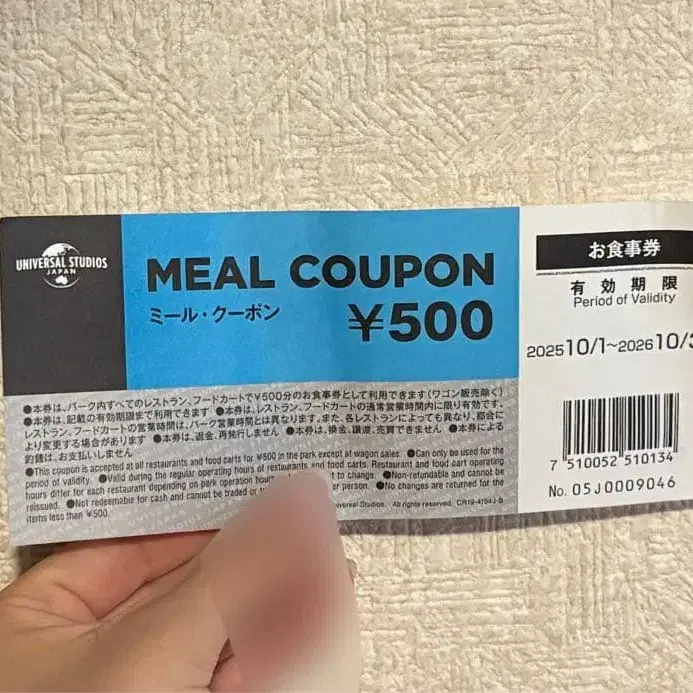 UNIVERSAL STUDIOS
JAPAN
MEAL COUPON
ミール・クーポン
¥500
●本券は、パーク内すべてのレストラン、フードカートで¥500分のお食事券として利用できます(ワゴン販売除く)
●本券は、記載の有効期限まで利用できます ●本券は、レストラン、フードカートの通常営業時間内に限り有効です。
レストラン、フードカートの営業時間は、パーク営業時間とは異なります。また、各レストランによっても異なり、都合に
より変更する場合があります ●本券は、返金、再発行しません ●本券は、換金、譲渡、売買できません ●本券による
釣銭は、お支払いしません
●This coupon is accepted at all restaurants and food carts for ¥500 in the park except at wagon sales ●Can only be used for the
period of validity. ●Valid during the regular operating hours of restaurants and food carts. Restaurant and food cart operating
hours differ for each restaurant depending on park operation hours to change. ●Non-refundable and cannot be
reissued. ●Not redeemable for cash and cannot be traded or person. ●No changes are returned for the
items less than ¥500. Universal Studios. All rights reserved. CR19-4154J-B
お食事券
有効期限
Period of Validity
2025 10/1~2026 10/3
7 510052 510134
No. 05J0009046